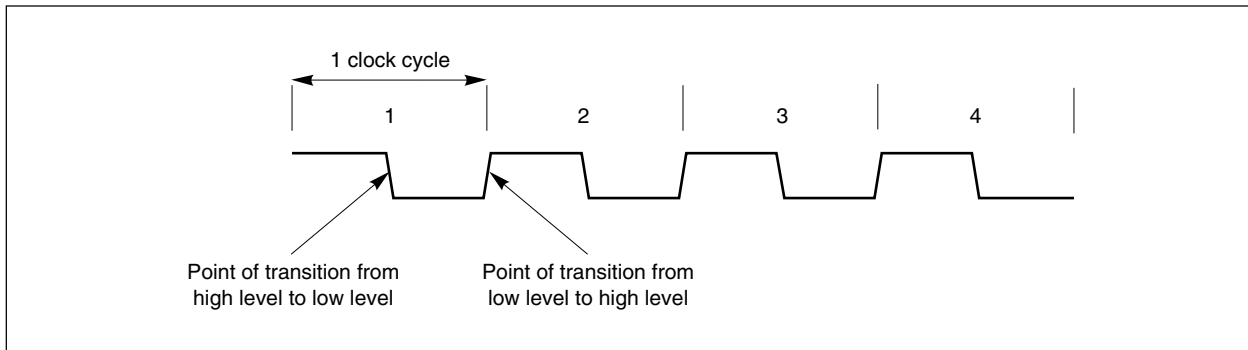 1 clock cycle
1
2
3
4
Point of transition from
high level to low level
Point of transition from
low level to high level